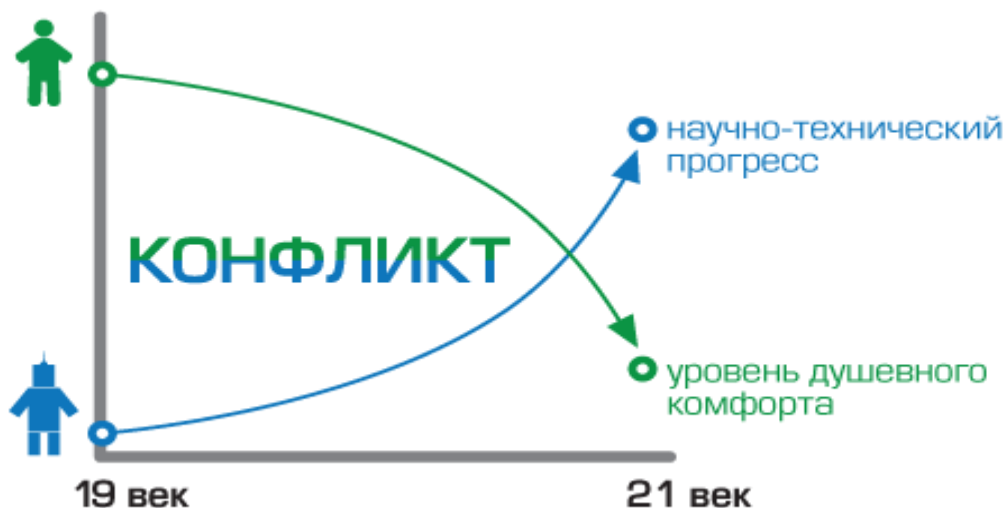 научно-технический
прогресс
КОНФЛИКТ
уровень душевного
комфорта
19 век
21 век